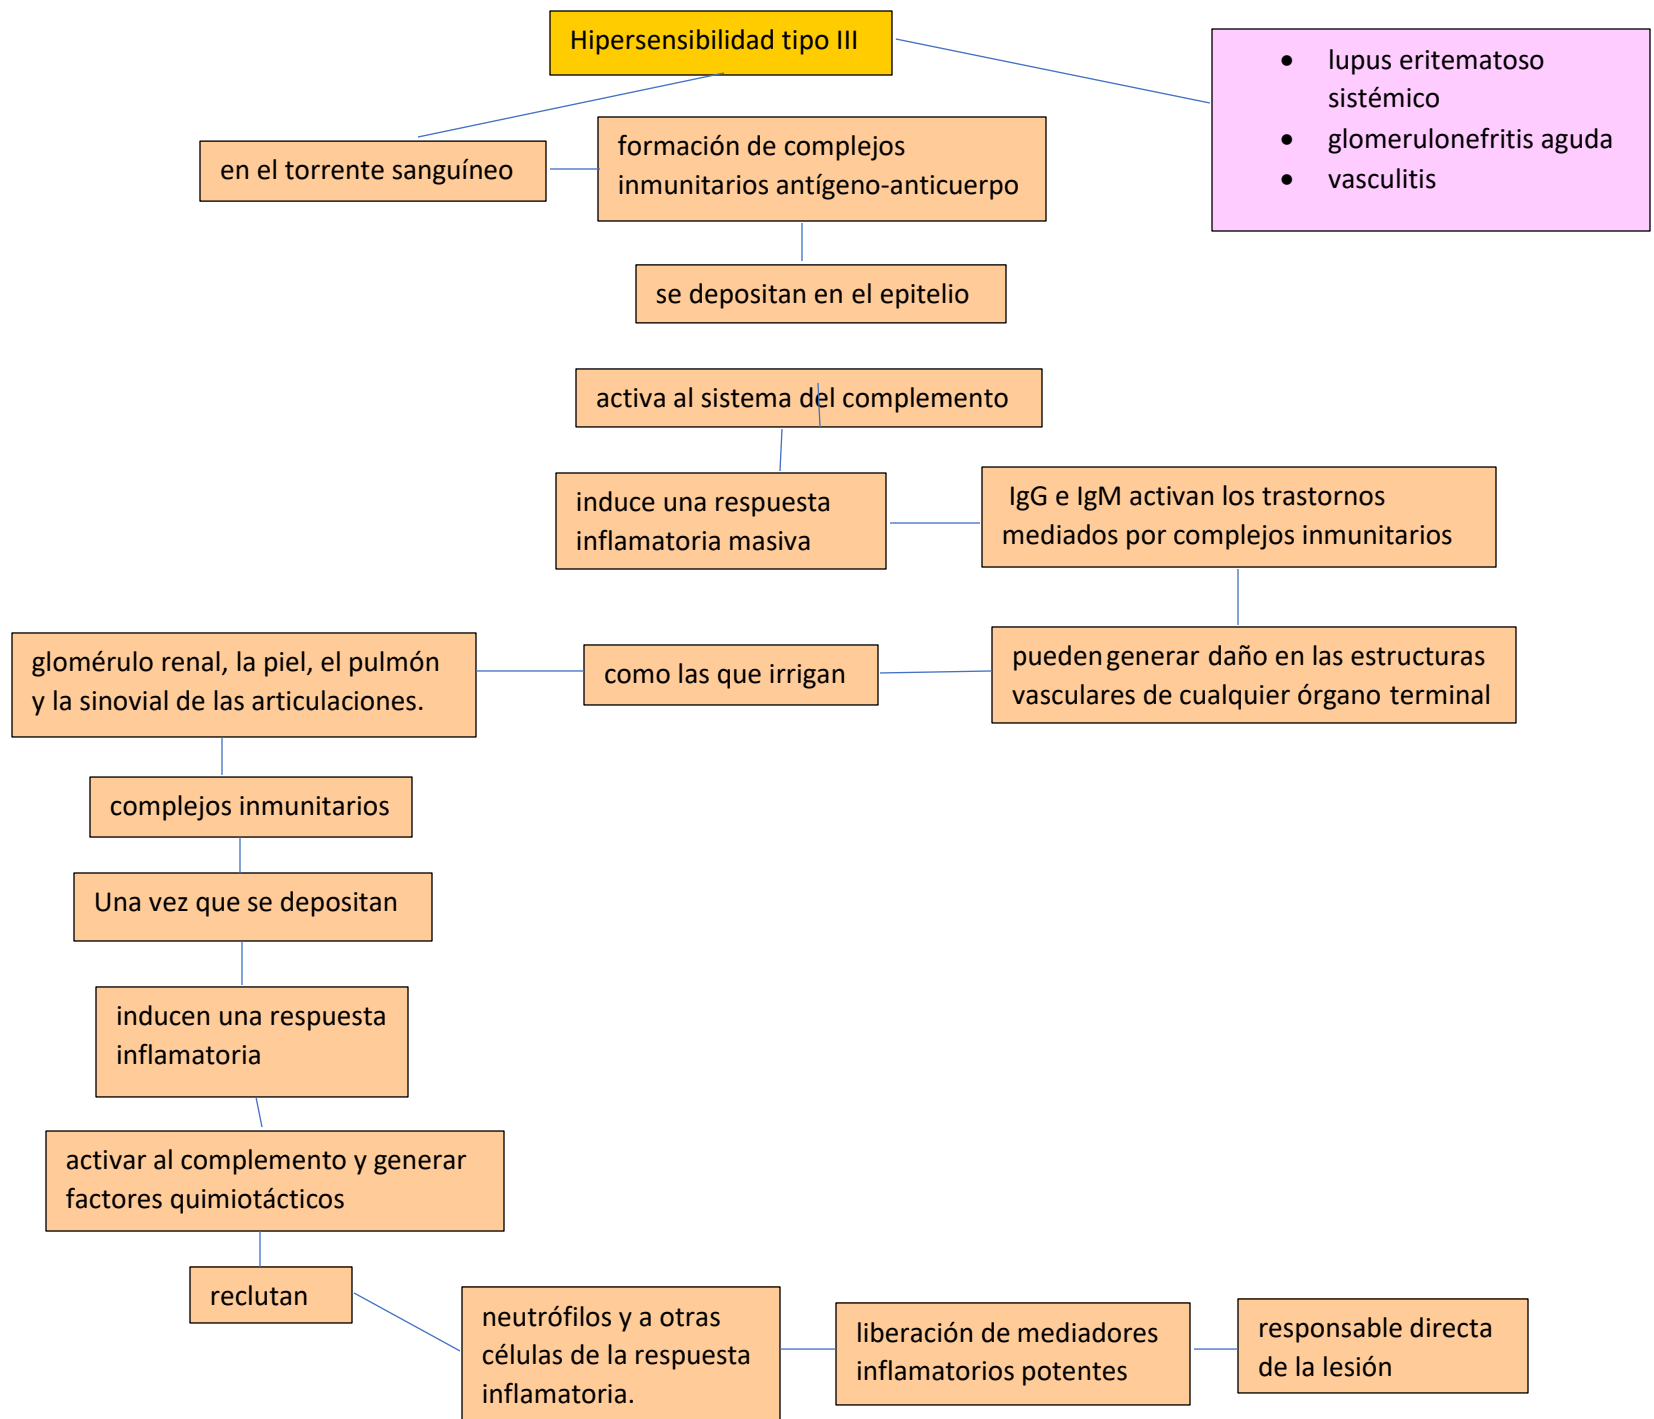 Hipersensibilidad tipo III
• lupus eritematoso
sistémico
• glomerulonefritis aguda
• vasculitis
en el torrente sanguíneo
formación de complejos
inmunitarios antígeno-anticuerpo
se depositan en el epitelio
activa al sistema del complemento
induce una respuesta
inflamatoria masiva
IgG e IgM activan los trastornos
mediados por complejos inmunitarios
pueden generar daño en las estructuras
vasculares de cualquier órgano terminal
como las que irrigan
glomérulo renal, la piel, el pulmón
y la sinovial de las articulaciones.
complejos inmunitarios
Una vez que se depositan
inducen una respuesta
inflamatoria
activar al complemento y generar
factores quimiotácticos
reclutan
neutrófilos y a otras
células de la respuesta
inflamatoria.
liberación de mediadores
inflamatorios potentes
responsable directa
de la lesión